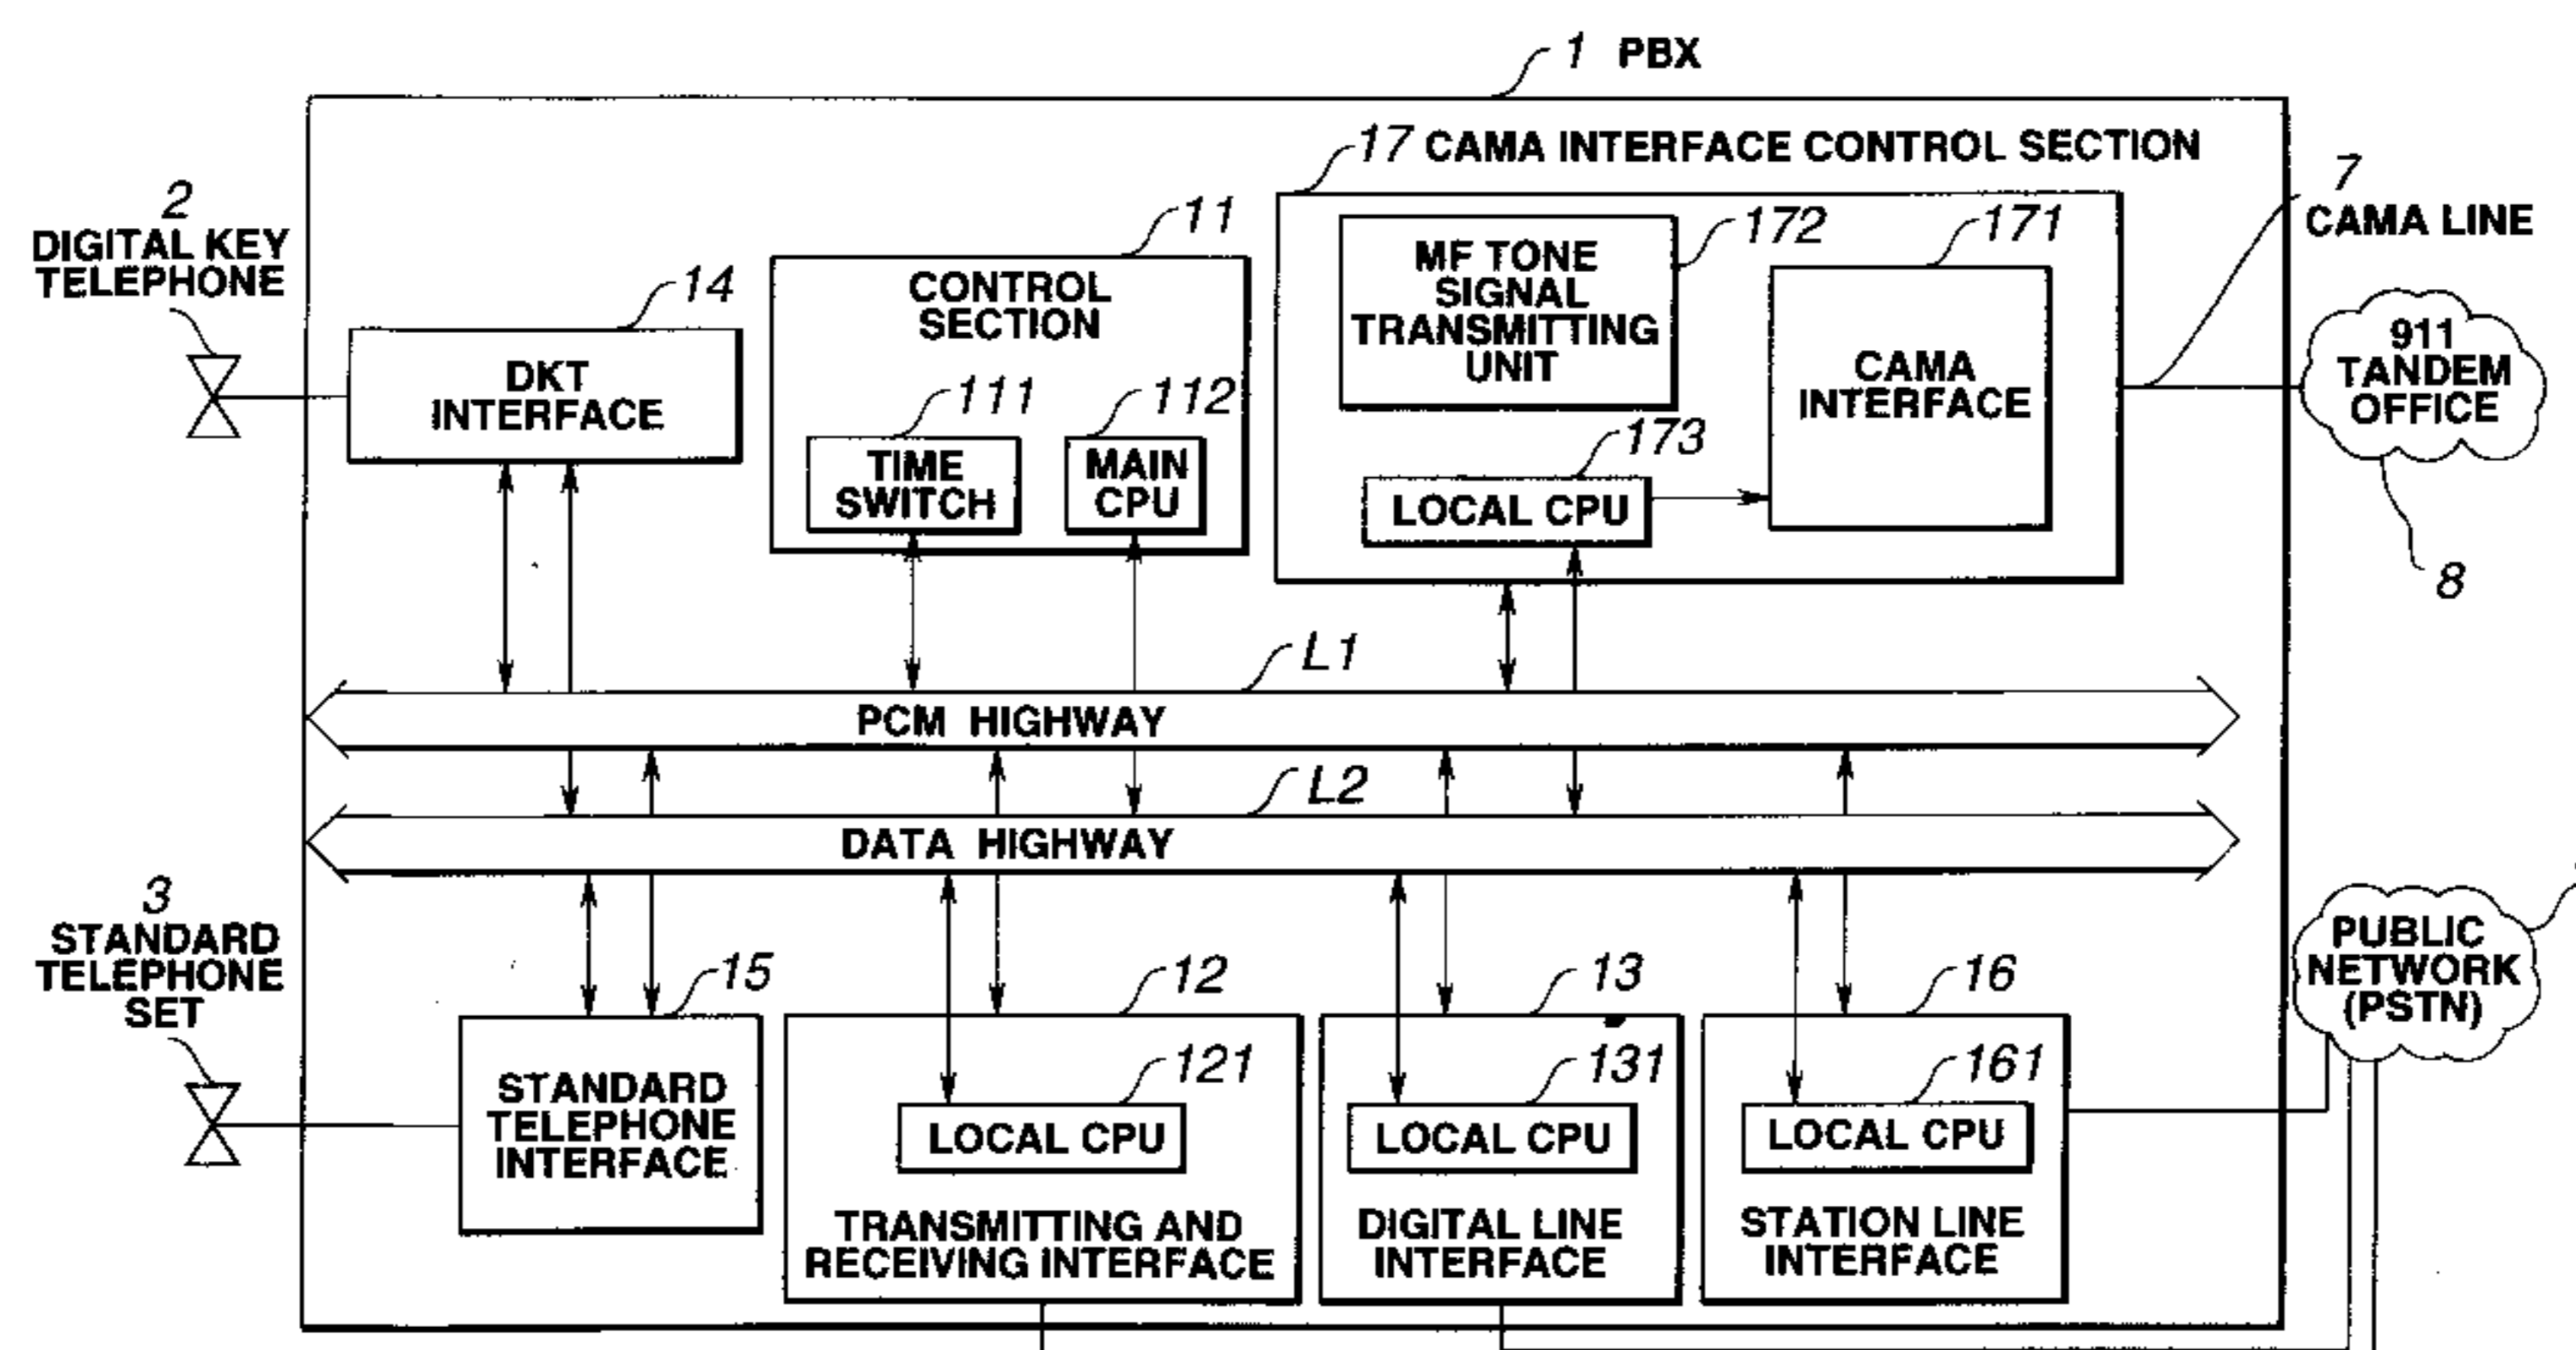 1 PBX
17 CAMA INTERFACE CONTROL SECTION
7
CAMA LINE
2
DIGITAL KEY
TELEPHONE
14
DKT
INTERFACE
11
CONTROL
SECTION
111
TIME
SWITCH
112
MAIN
CPU
172
MF TONE
SIGNAL
TRANSMITTING
UNIT
171
CAMA
INTERFACE
173
LOCAL CPU
911
TANDEM
OFFICE
8
L1
PCM HIGHWAY
L2
DATA HIGHWAY
3
STANDARD
TELEPHONE
SET
15
STANDARD
TELEPHONE
INTERFACE
12
121
LOCAL CPU
TRANSMITTING AND
RECEIVING INTERFACE
13
131
LOCAL CPU
DIGITAL LINE
INTERFACE
16
161
LOCAL CPU
STATION LINE
INTERFACE
PUBLIC
NETWORK
(PSTN)